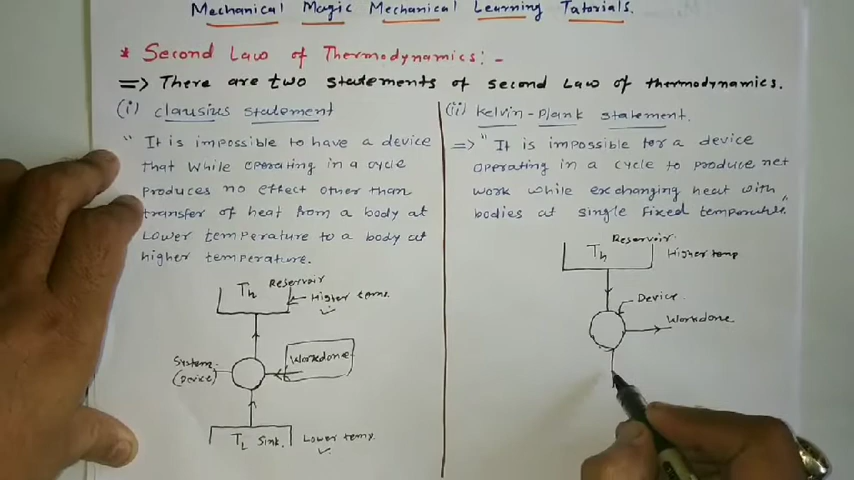 Mechanical Magic Mechanical Learning Tatorials.
* Second Law of Thermodynamics:-
=> There are two statements of second Law of thermodynamics.
(i) clausius statement
" It is impossible to have a device
that while operating in a cycle
produces no effect other than
transfer of heat from a body at
Lower temperature to a body at
higher temperature.
Th
Reservoir
Higher temp.
System
(Device)
Workdone
TL Sink.
Lower temp.
(ii) Kelvin-Plank statement.
=> " It is impossible for a device
operating in a cycle to produce net
work while exchanging heat with
bodies at single fixed temperature."
Th
Reservoir
Higher temp
Device
Workdone